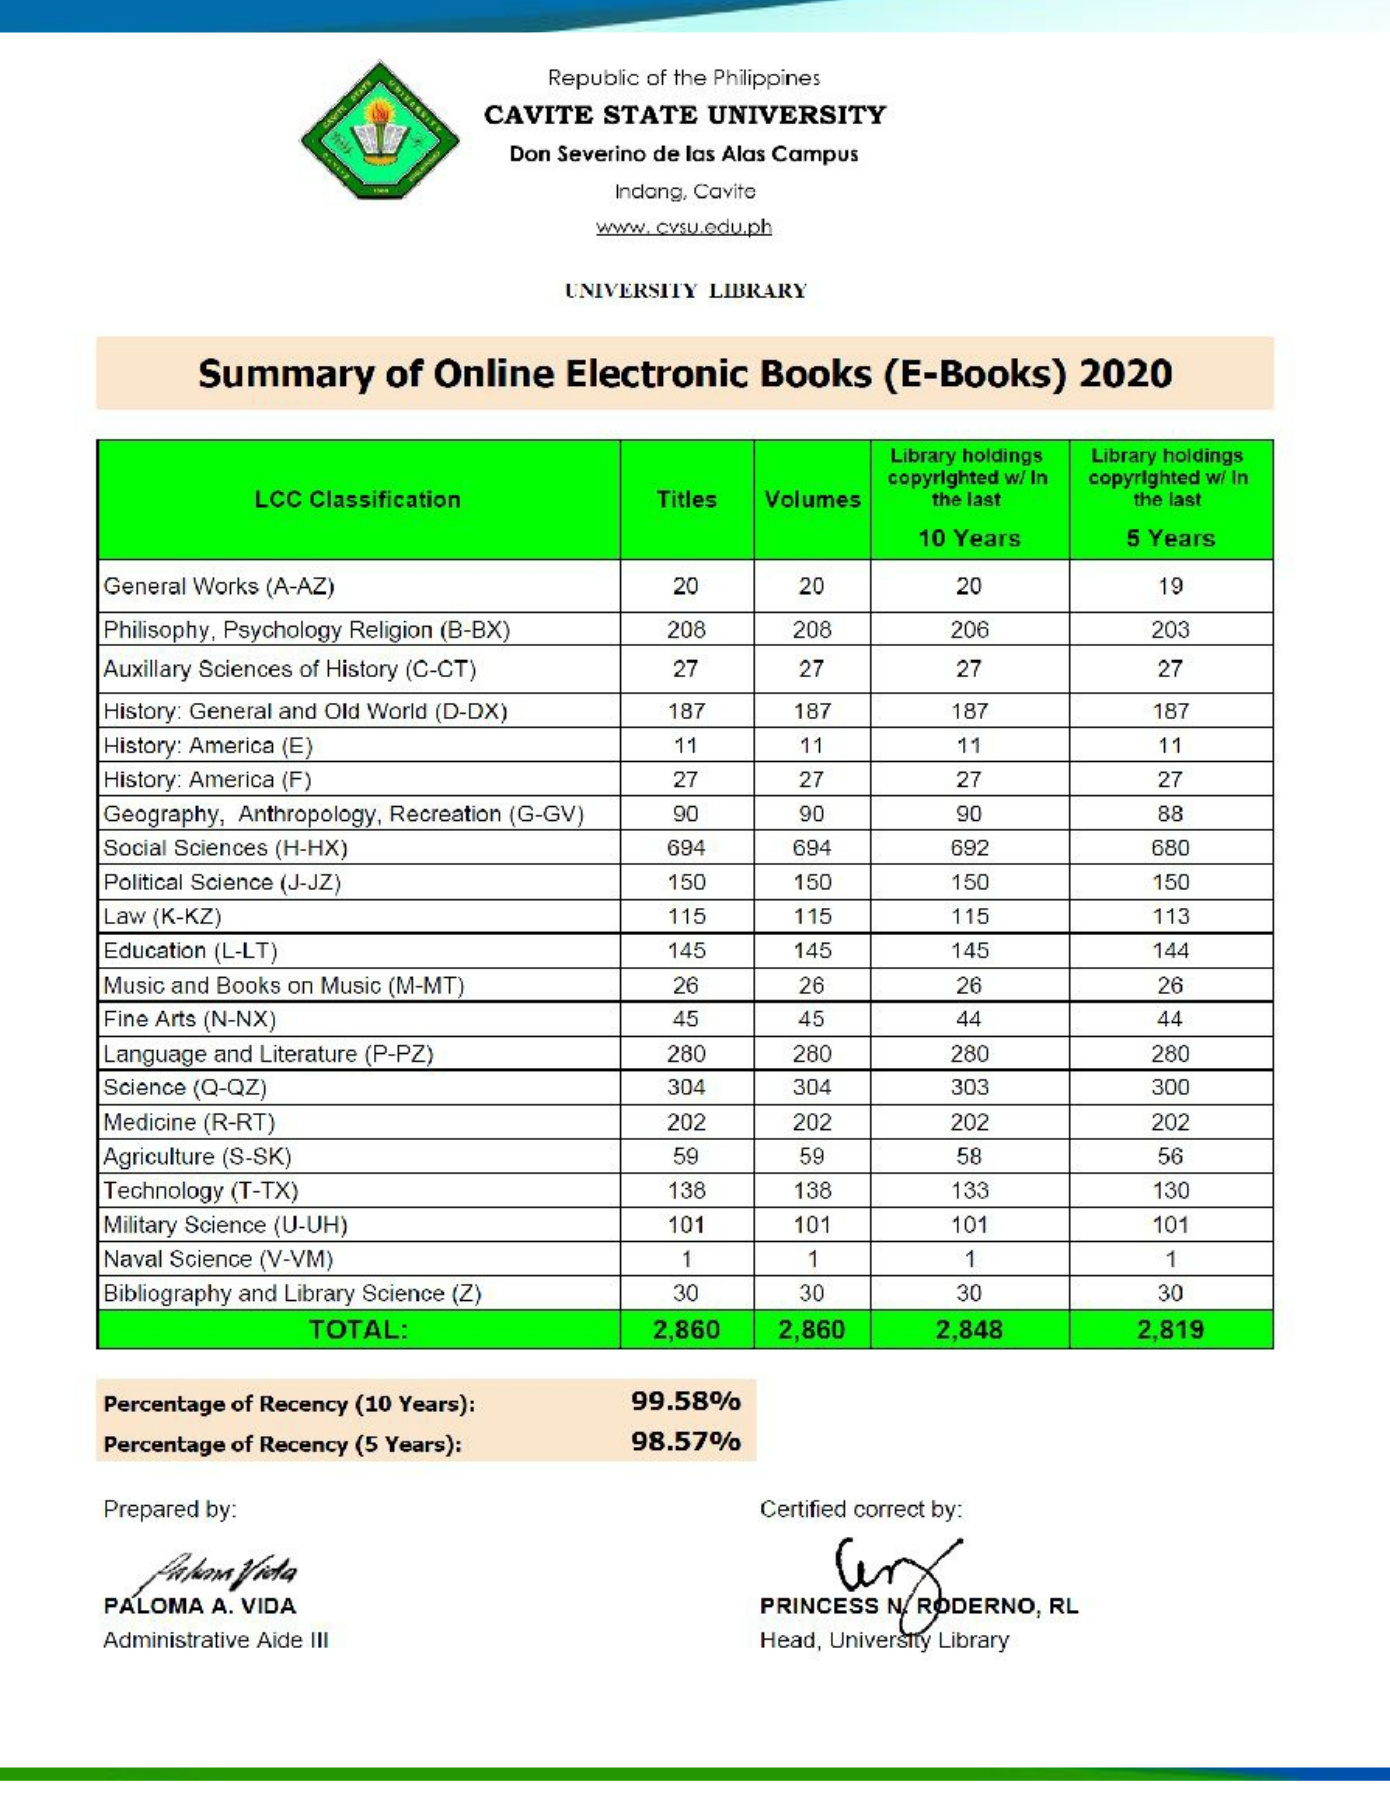 Republic of the Philippines
CAVITE STATE UNIVERSITY
Don Severino de las Alas Campus
Indang, Cavite
www. cvsu.edu.ph
UNIVERSITY LIBRARY
Summary of Online Electronic Books (E-Books) 2020
LCC Classification Titles Volumes Library holdings copyrighted w/ in the last 10 Years Library holdings copyrighted w/ in the last 5 Years
General Works (A-AZ) 20 20 20 19
Philisophy, Psychology Religion (B-BX) 208 208 206 203
Auxillary Sciences of History (C-CT) 27 27 27 27
History: General and Old World (D-DX) 187 187 187 187
History: America (E) 11 11 11 11
History: America (F) 27 27 27 27
Geography, Anthropology, Recreation (G-GV) 90 90 90 88
Social Sciences (H-HX) 694 694 692 680
Political Science (J-JZ) 150 150 150 150
Law (K-KZ) 115 115 115 113
Education (L-LT) 145 145 145 144
Music and Books on Music (M-MT) 26 26 26 26
Fine Arts (N-NX) 45 45 44 44
Language and Literature (P-PZ) 280 280 280 280
Science (Q-QZ) 304 304 303 300
Medicine (R-RT) 202 202 202 202
Agriculture (S-SK) 59 59 58 56
Technology (T-TX) 138 138 133 130
Military Science (U-UH) 101 101 101 101
Naval Science (V-VM) 1 1 1 1
Bibliography and Library Science (Z) 30 30 30 30
TOTAL: 2,860 2,860 2,848 2,819
Percentage of Recency (10 Years): 99.58%
Percentage of Recency (5 Years): 98.57%
Prepared by: Certified correct by:
Paloma Vida
PALOMA A. VIDA PRINCESS N. RODERNO, RL
Administrative Aide III Head, University Library